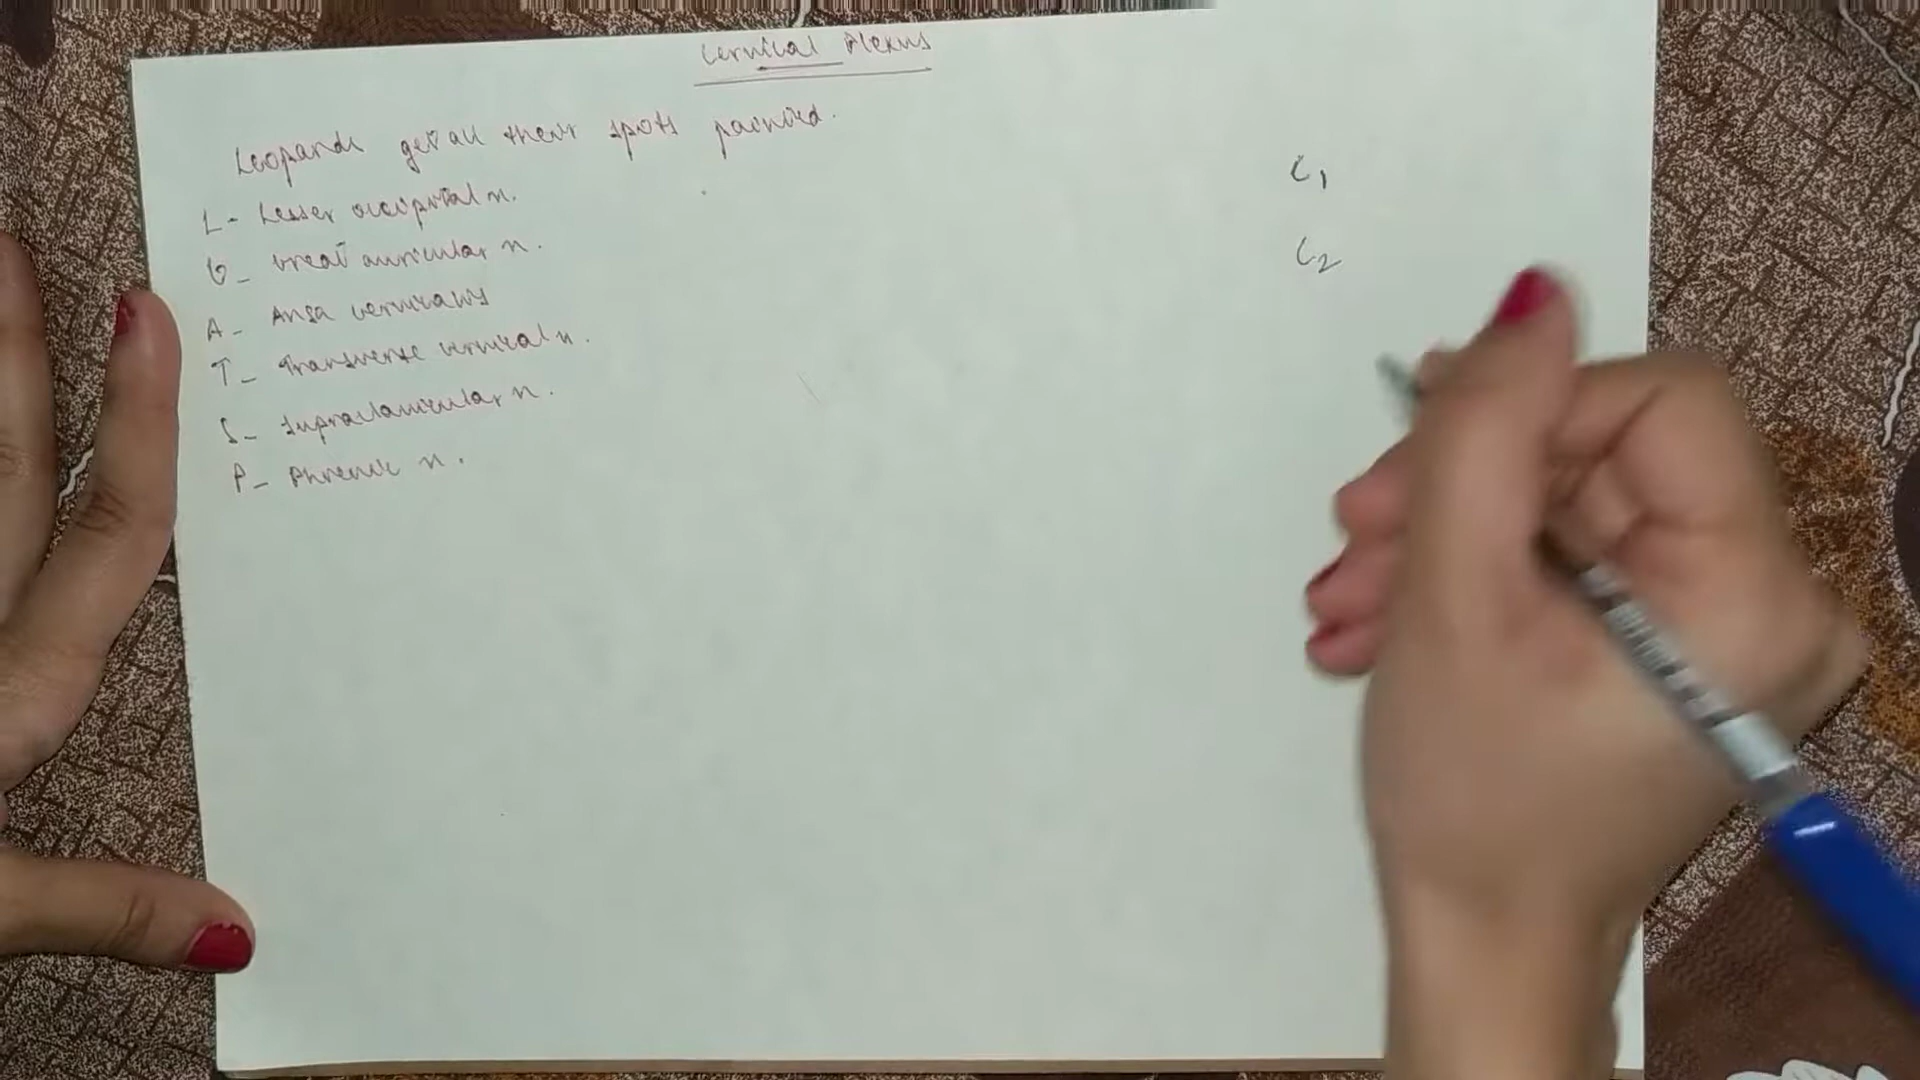 Cervical Plexus
Leopards get all their spots painted.
L - Lesser occipital n.
G - Great auricular n.
A - Ansa cervicalis
T - Transverse cervical n.
S - Supraclavicular n.
P - Phrenic n.
C1
C2